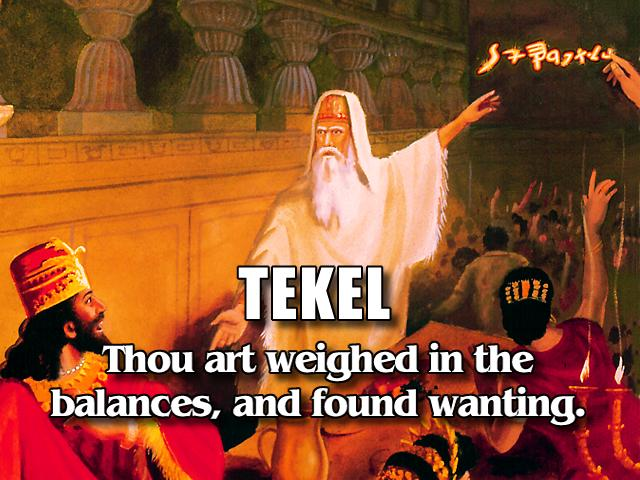 TEKEL
Thou art weighed in the
balances, and found wanting.